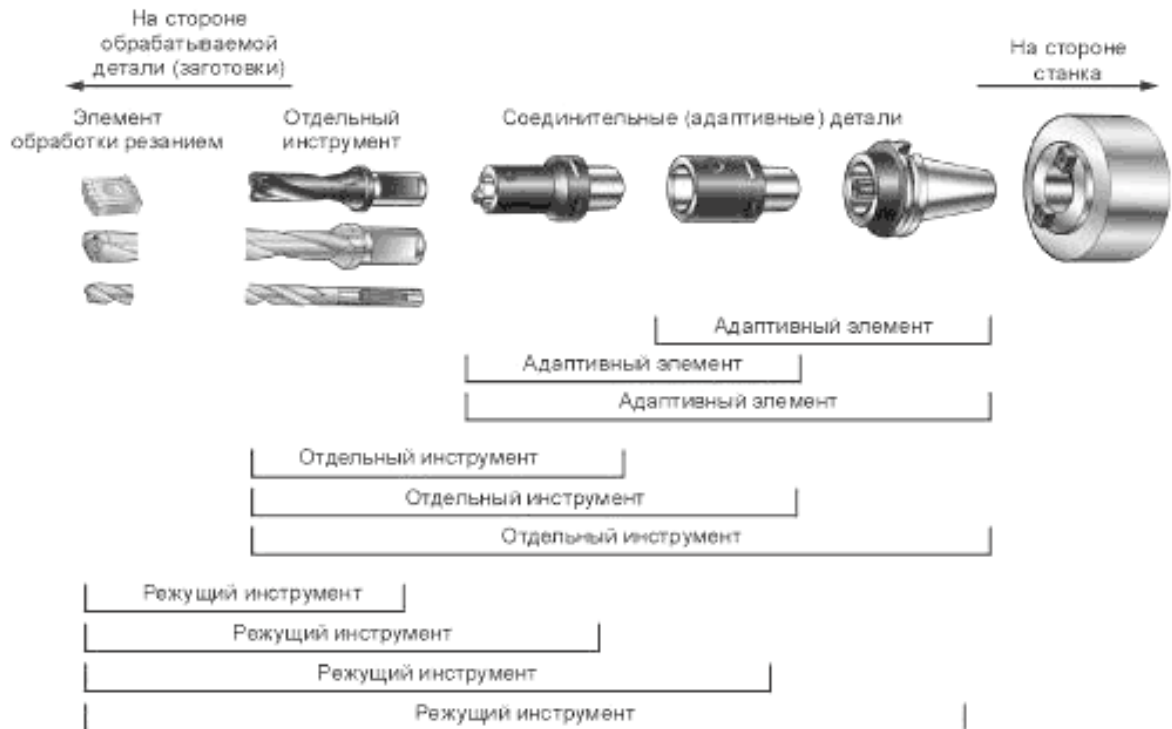 На стороне
обрабатываемой
детали (заготовки)
На стороне
станка
Элемент
обработки резанием
Отдельный
инструмент
Соединительные (адаптивные) детали
Адаптивный элемент
Адаптивный элемент
Адаптивный элемент
Отдельный инструмент
Отдельный инструмент
Отдельный инструмент
Режущий инструмент
Режущий инструмент
Режущий инструмент
Режущий инструмент